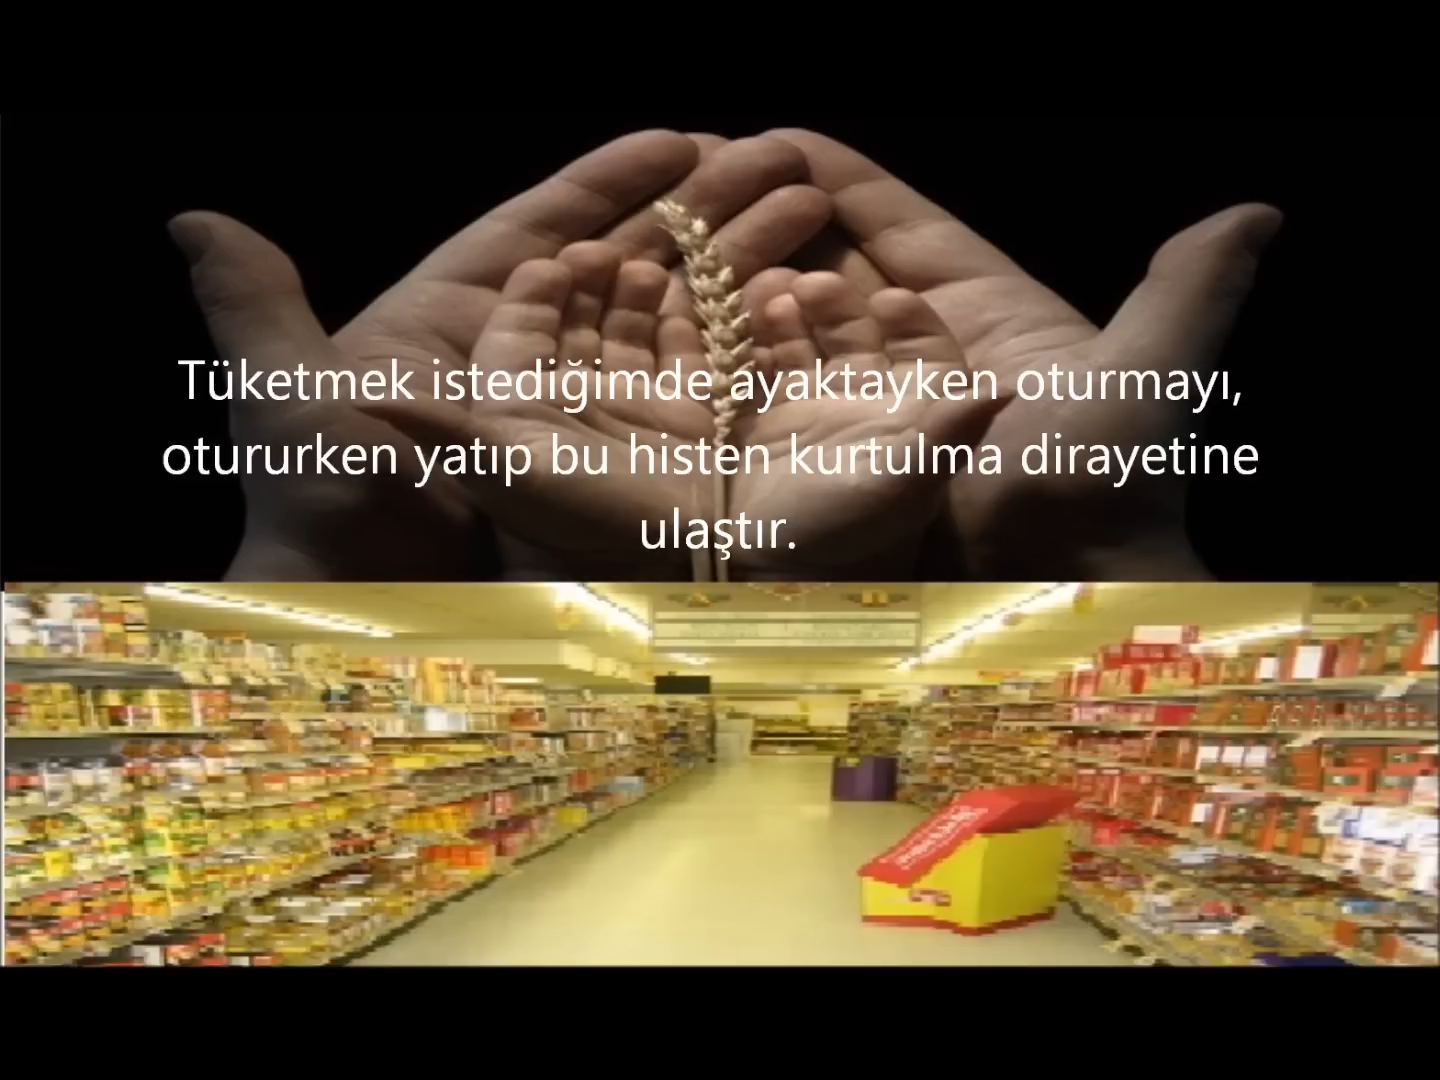 Tüketmek istediğimde ayaktayken oturmayı,
otururken yatıp bu histen kurtulma dirayetine
ulaştır.